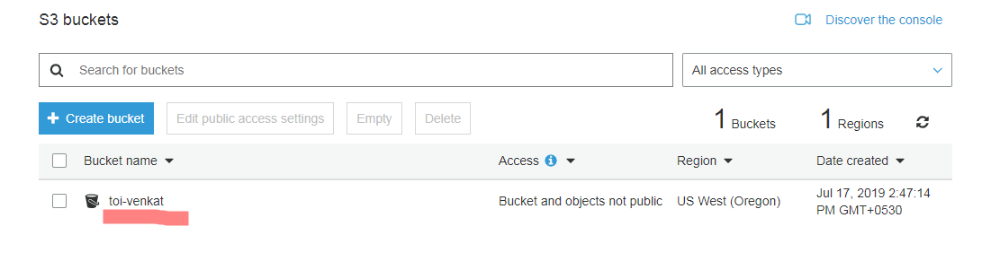 S3 buckets
Discover the console
Search for buckets
All access types
Create bucket
Edit public access settings
Empty
Delete
1 Buckets
1 Regions
Bucket name
Access
Region
Date created
toi-venkat
Bucket and objects not public
US West (Oregon)
Jul 17, 2019 2:47:14
PM GMT+0530